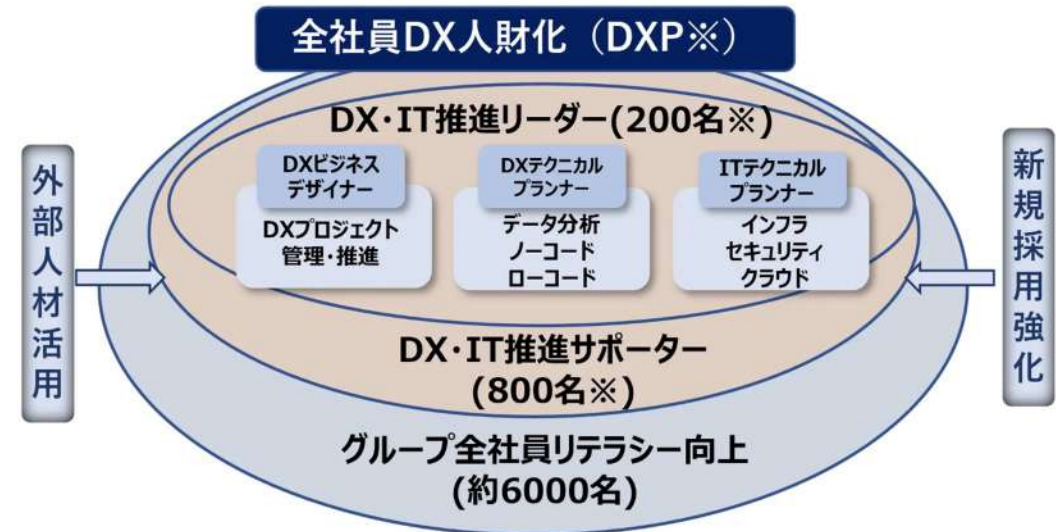 全社員DX人財化（DXP※）
DX･IT推進リーダー(200名※)
DXビジネス
デザイナー
DXプロジェクト
管理･推進
DXテクニカル
プランナー
データ分析
ノーコード
ローコード
ITテクニカル
プランナー
インフラ
セキュリティ
クラウド
外部人材活用
新規採用強化
DX･IT推進サポーター
(800名※)
グループ全社員リテラシー向上
(約6000名)